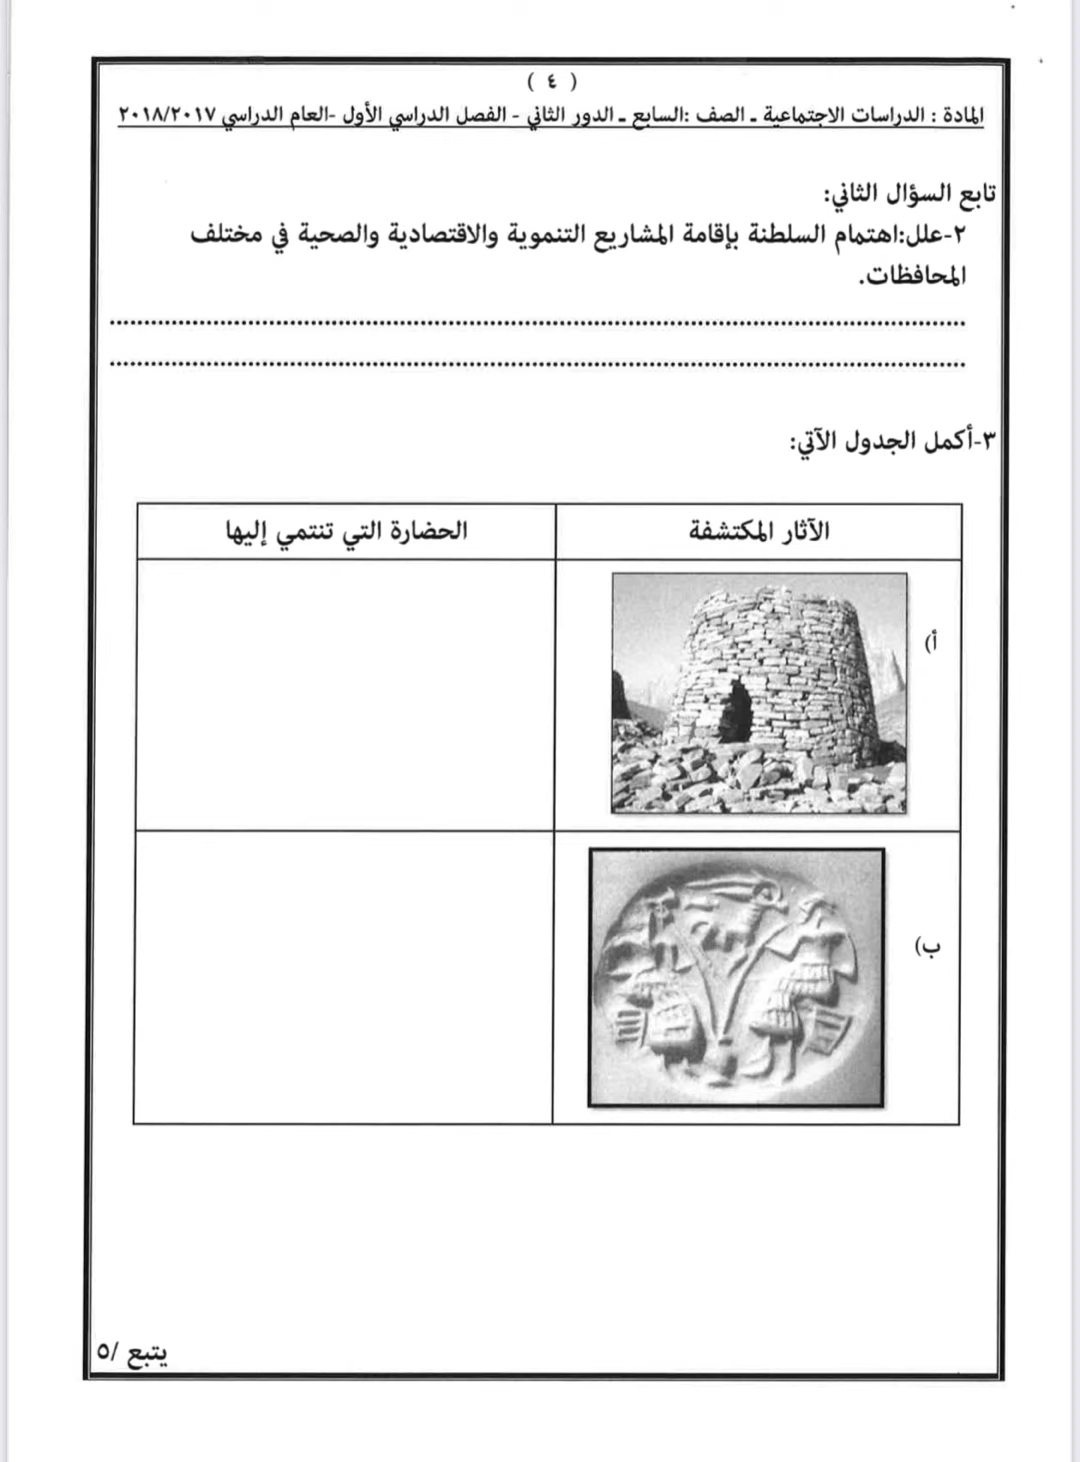 ( ٤ )
المادة : الدراسات الاجتماعية ـ الصف :السابع ـ الدور الثاني - الفصل الدراسي الأول -العام الدراسي ٢٠١٨/٢٠١٧
تابع السؤال الثاني:
٢-علل:اهتمام السلطنة بإقامة المشاريع التنموية والاقتصادية والصحية في مختلف
المحافظات.
٣-أكمل الجدول الآتي:
الآثار المكتشفة
الحضارة التي تنتمي إليها
أ)
ب)
يتبع /٥